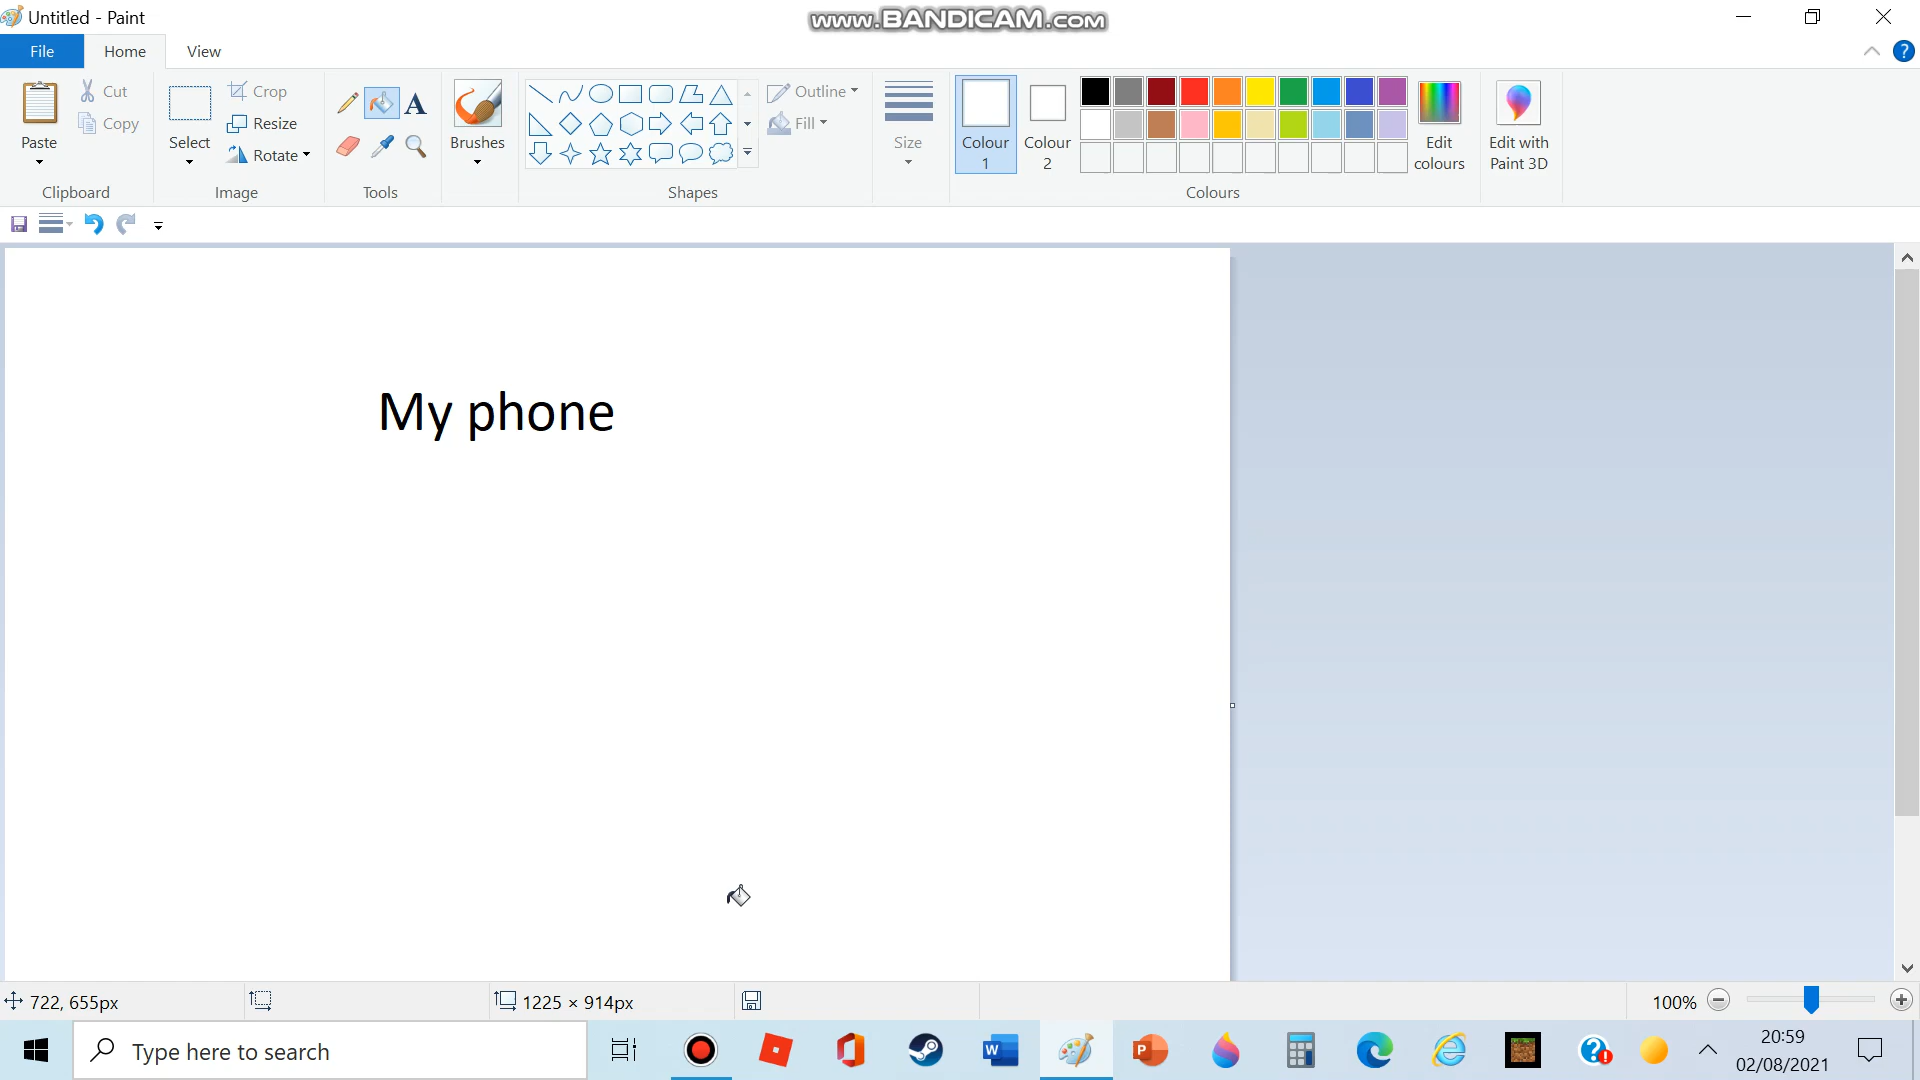 Untitled - Paint
www.BANDICAM.com
File
Home
View
?
Paste
Cut
Copy
Clipboard
Select
Crop
Resize
Rotate
Image
A
Tools
Brushes
Shapes
Outline
Fill
Size
Colour 1
Colour 2
Colours
Edit colours
Edit with Paint 3D
My phone
722, 655px
1225 × 914px
100%
Type here to search
W
P
20:59
02/08/2021